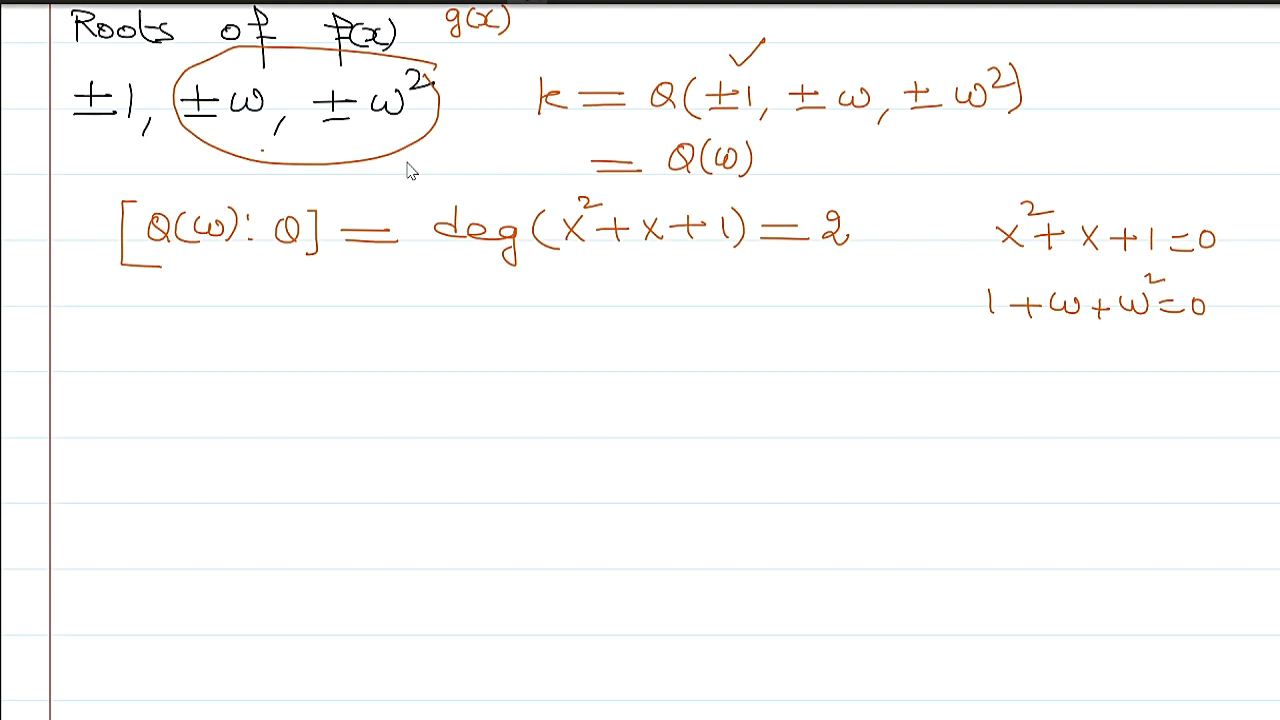 Roots of f(x) g(x)
±1, ±ω, ±ω² k = Q(±1, ±ω, ±ω²) ✓
= Q(ω)
[Q(ω): Q] = deg(x²+x+1) = 2 x²+x+1=0
1+ω+ω²=0